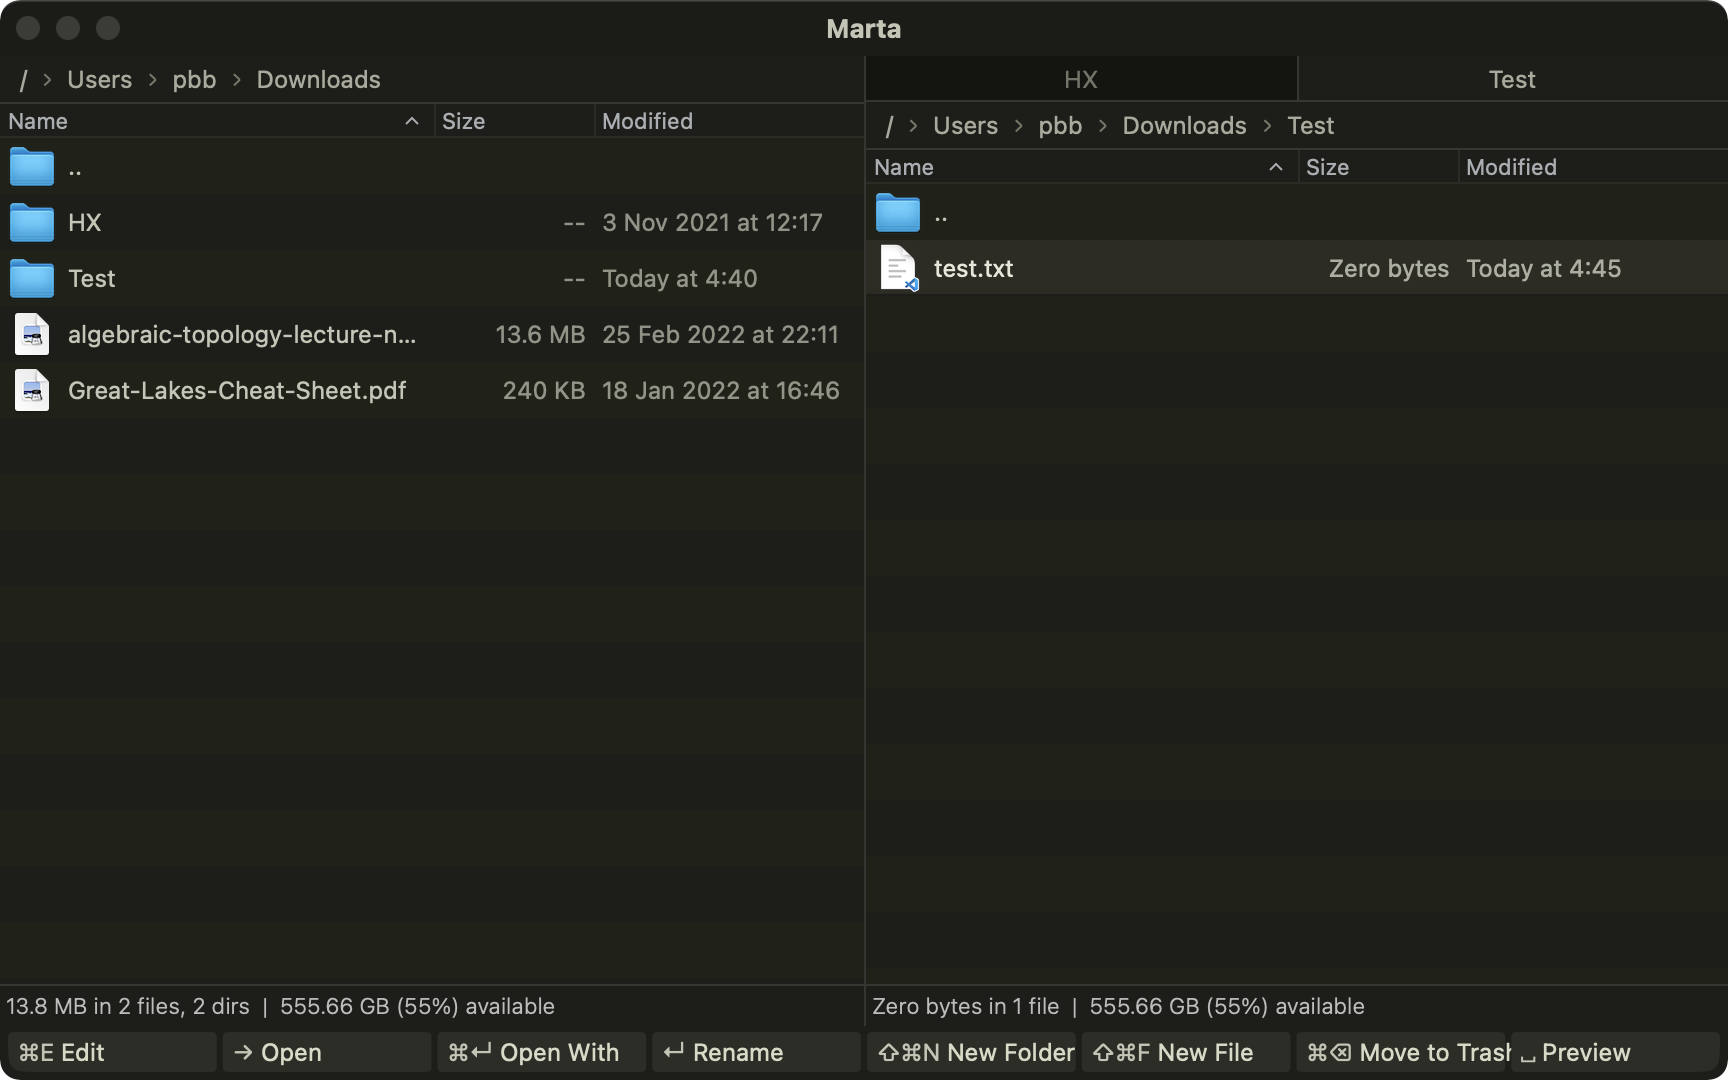 Marta
/ > Users > pbb > Downloads
Name Size Modified
..
HX -- 3 Nov 2021 at 12:17
Test -- Today at 4:40
algebraic-topology-lecture-n... 13.6 MB 25 Feb 2022 at 22:11
Great-Lakes-Cheat-Sheet.pdf 240 KB 18 Jan 2022 at 16:46
13.8 MB in 2 files, 2 dirs | 555.66 GB (55%) available
HX Test
/ > Users > pbb > Downloads > Test
Name Size Modified
..
test.txt Zero bytes Today at 4:45
Zero bytes in 1 file | 555.66 GB (55%) available
⌘E Edit → Open ⌘↵ Open With ↵ Rename ⇧⌘N New Folder ⇧⌘F New File ⌘⌫ Move to Trash ⎵ Preview